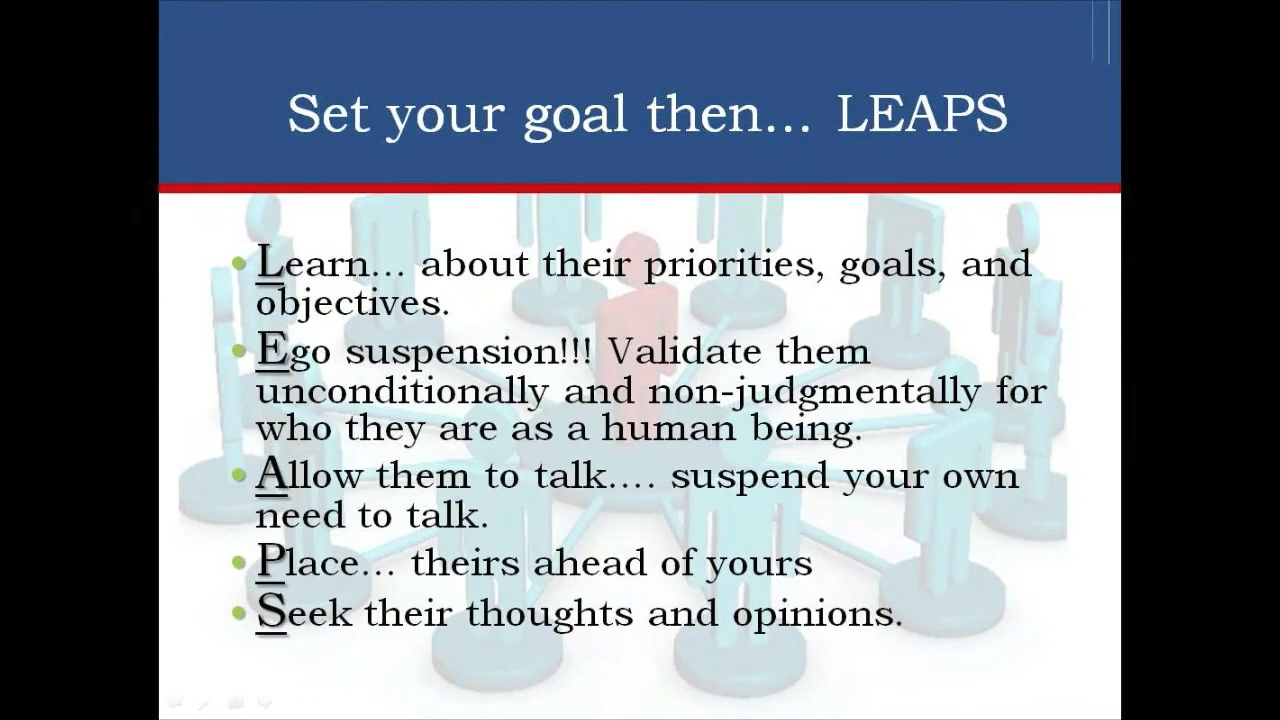 Set your goal then... LEAPS
• Learn... about their priorities, goals, and
objectives.
• Ego suspension!!! Validate them
unconditionally and non-judgmentally for
who they are as a human being.
• Allow them to talk.... suspend your own
need to talk.
• Place... theirs ahead of yours
• Seek their thoughts and opinions.